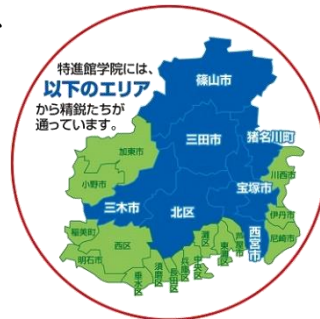 特進館学院には、
以下のエリア
から精鋭たちが
通っています。
篠山市
三田市
猪名川町
加東市
小野市
川西市
宝塚市
三木市
北区
伊丹市
西宮市
尼崎市
稲美町
西区
明石市
垂水区
須磨区
長田区
兵庫区
中央区
灘区
東灘区
芦屋市